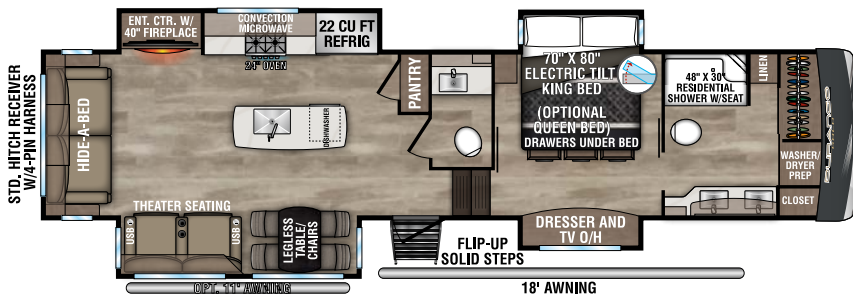 STD. HITCH RECEIVER
W/4-PIN HARNESS
HIDE-A-BED
ENT. CTR. W/
40" FIREPLACE
CONVECTION
MICROWAVE
24" OVEN
22 CU FT
REFRIG
PANTRY
DISHWASHER
THEATER SEATING
USB
USB
LEGLESS
TABLE/
CHAIRS
OPT. 11' AWNING
FLIP-UP
SOLID STEPS
18' AWNING
70" X 80"
ELECTRIC TILT
KING BED
(OPTIONAL
QUEEN BED)
DRAWERS UNDER BED
DRESSER AND
TV O/H
48" X 30"
RESIDENTIAL
SHOWER W/SEAT
LINEN
WASHER/
DRYER
PREP
CLOSET
DURANGO